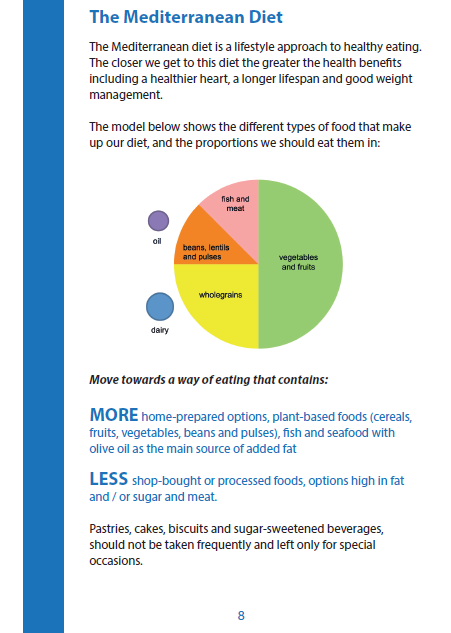 The Mediterranean Diet
The Mediterranean diet is a lifestyle approach to healthy eating.
The closer we get to this diet the greater the health benefits
including a healthier heart, a longer lifespan and good weight
management.
The model below shows the different types of food that make
up our diet, and the proportions we should eat them in:
fish and
meat
oil
beans, lentils
and pulses
vegetables
and fruits
wholegrains
dairy
Move towards a way of eating that contains:
MORE home-prepared options, plant-based foods (cereals,
fruits, vegetables, beans and pulses), fish and seafood with
olive oil as the main source of added fat
LESS shop-bought or processed foods, options high in fat
and / or sugar and meat.
Pastries, cakes, biscuits and sugar-sweetened beverages,
should not be taken frequently and left only for special
occasions.
8